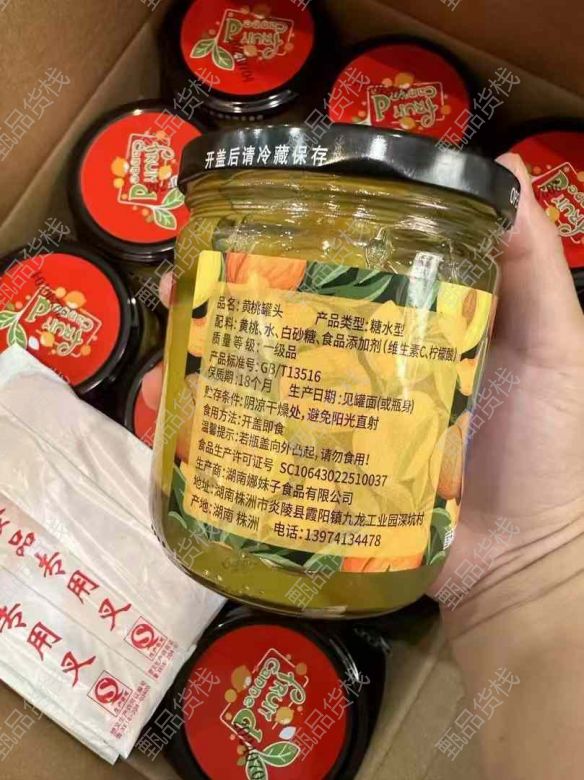 FRUIT
Canned
FRUIT
Canned
FRUIT
Canned
开盖后请冷藏保存
品名:黄桃罐头 产品类型:糖水型
配料:黄桃、水、白砂糖、食品添加剂(维生素C、柠檬酸)
质量等级:一级品
产品标准号:GB/T13516
保质期:18个月 生产日期:见罐面(或瓶身)
贮存条件:阴凉干燥处,避免阳光直射
食用方法:开盖即食
温馨提示:若瓶盖向外凸起,请勿食用!
食品生产许可证号 SC10643022510037
生产商:湖南娜妹子食品有限公司
地址:湖南株洲市炎陵县霞阳镇九龙工业园深坑村
产地:湖南 株洲 电话:13974134478
品专用叉
专用叉
FRUIT
Canned
甄品货栈